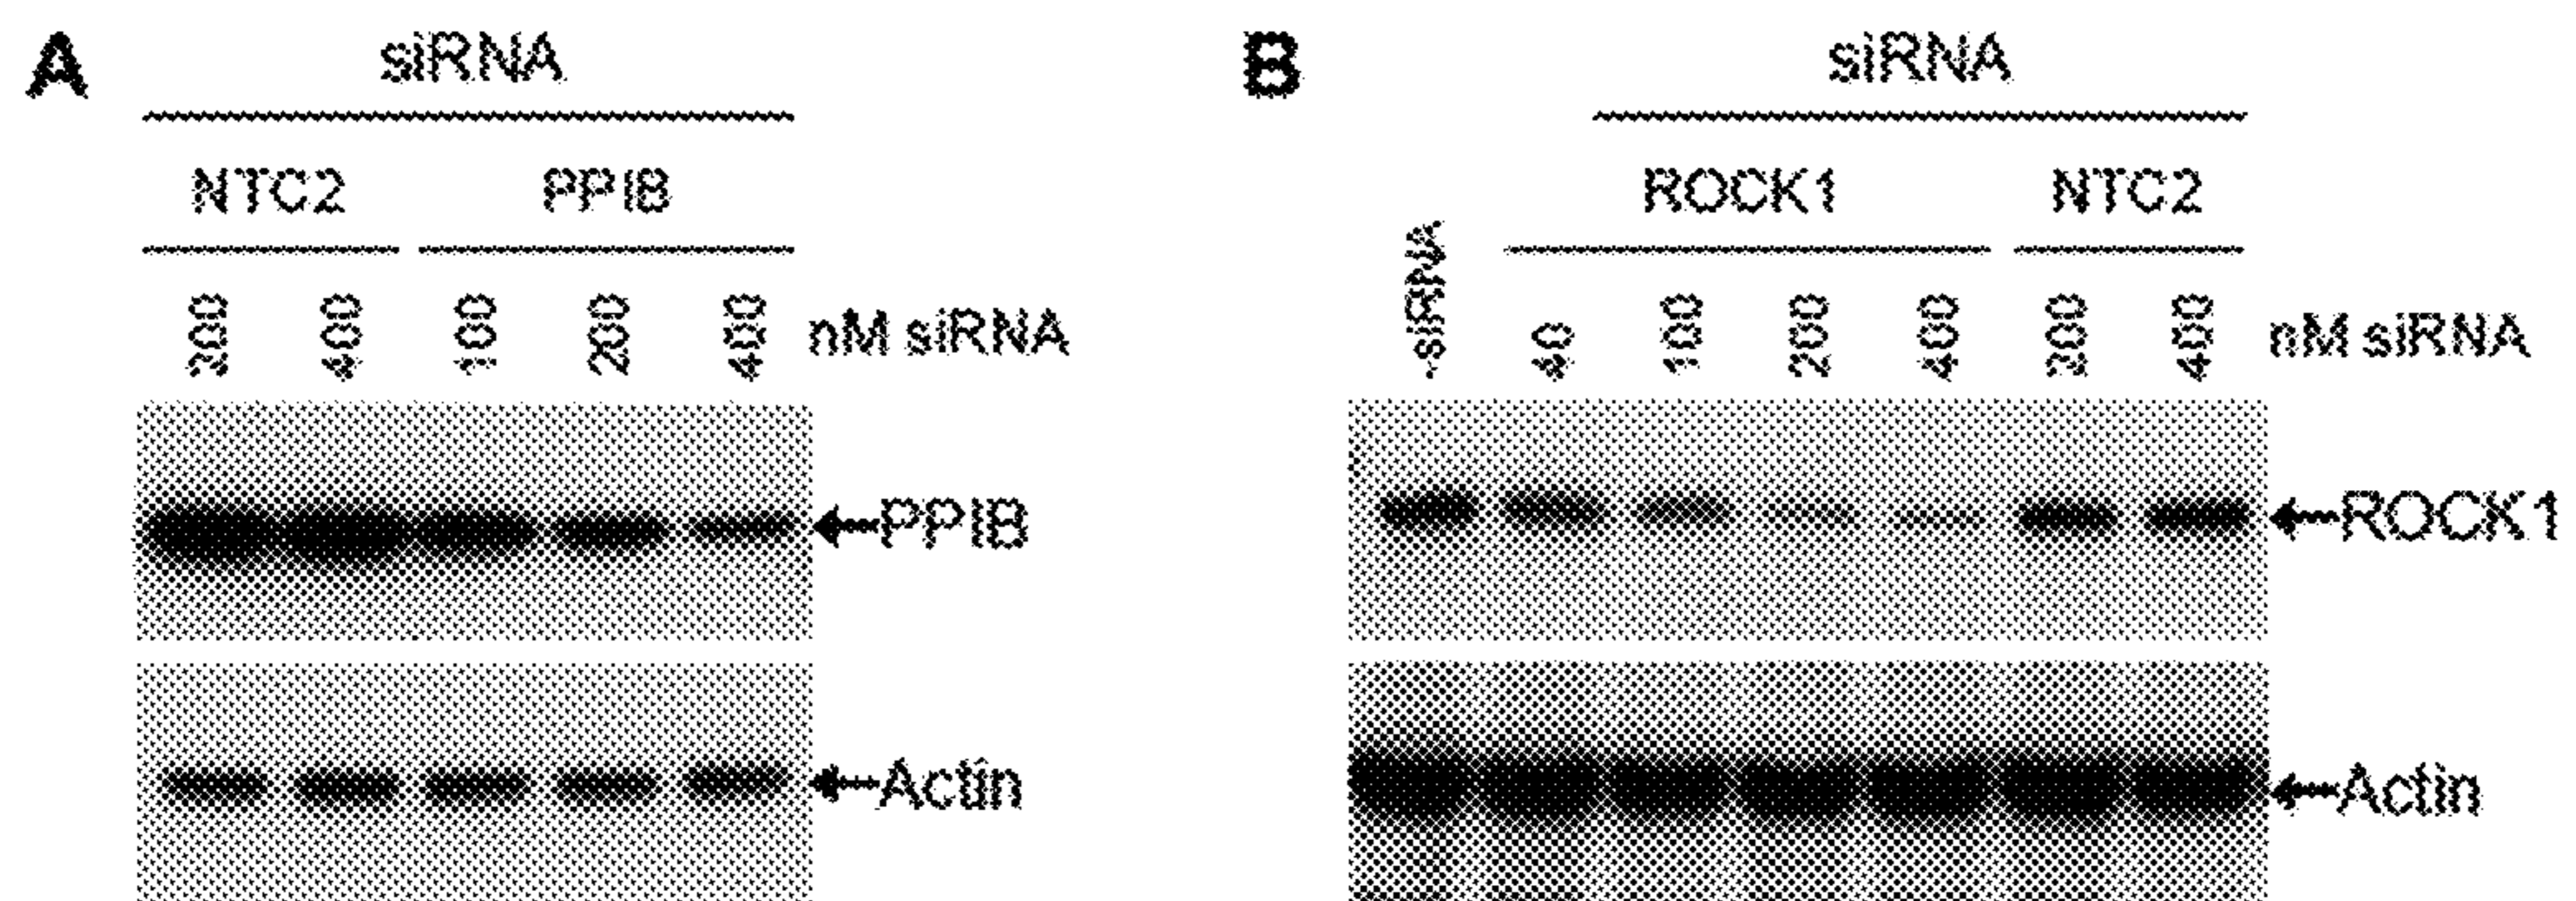 A
siRNA
NTC2 PPIB
200 400 100 200 400 nM siRNA
←PPIB
←Actin
B
siRNA
ROCK1 NTC2
-siRNA 40 100 200 400 200 400 nM siRNA
←ROCK1
←Actin